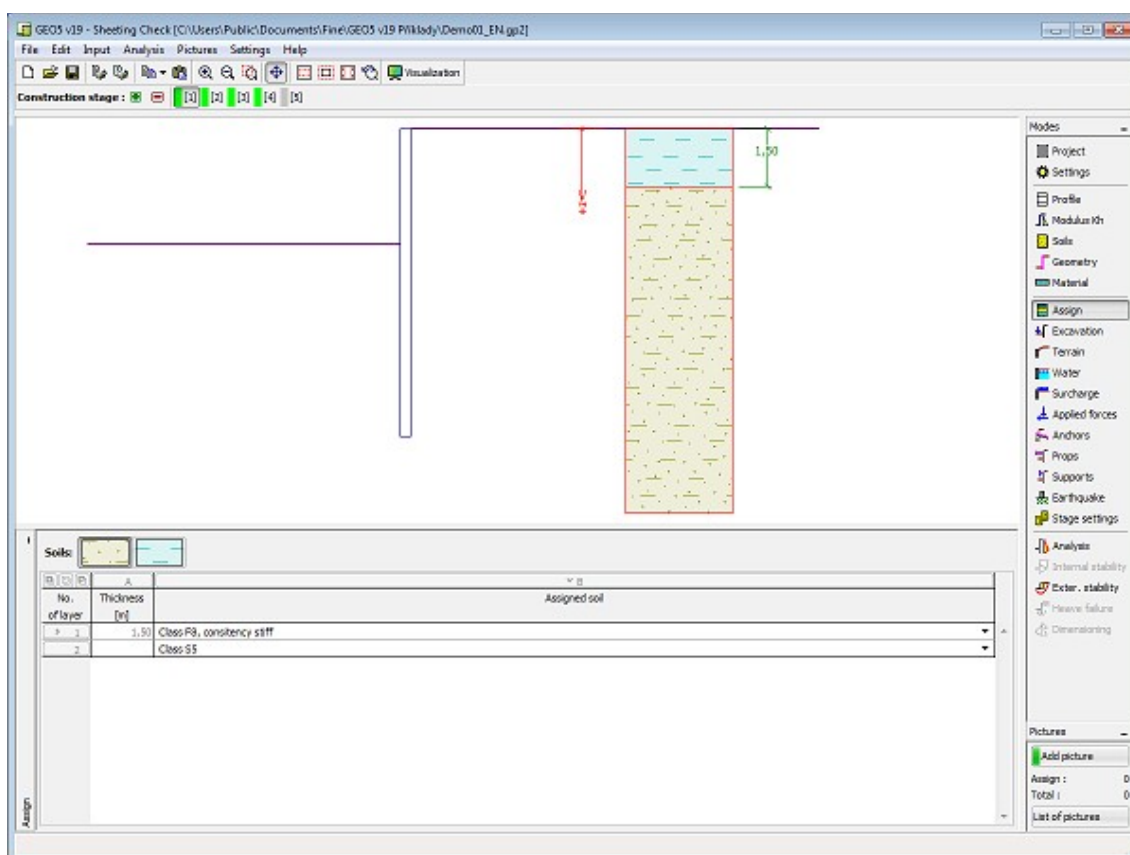 GEO5 v19 - Sheeting Check [C:\Users\Public\Documents\Fine\GEO5 v19 Příklady\Demo01_EN.gp2]
File Edit Input Analysis Pictures Settings Help
Visualization
Construction stage : [1] [2] [3] [4] [5]
1,50
+z
Modes
Project
Settings
Profile
Modulus Kh
Soils
Geometry
Material
Assign
Excavation
Terrain
Water
Surcharge
Applied forces
Anchors
Props
Supports
Earthquake
Stage settings
Analysis
Internal stability
Exter. stability
Heave failure
Dimensioning
Soils:
A B
No. Thickness Assigned soil
of layer [m]
1 1.50 Class F8, consitency stiff
2 Class S5
Assign
Pictures
Add picture
Assign : 0
Total : 0
List of pictures